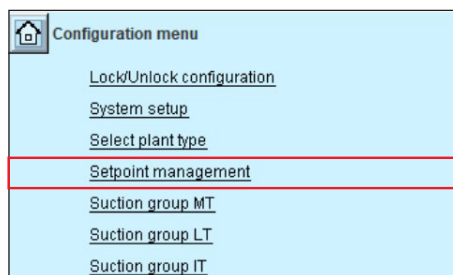 Configuration menu
Lock/Unlock configuration
System setup
Select plant type
Setpoint management
Suction group MT
Suction group LT
Suction group IT